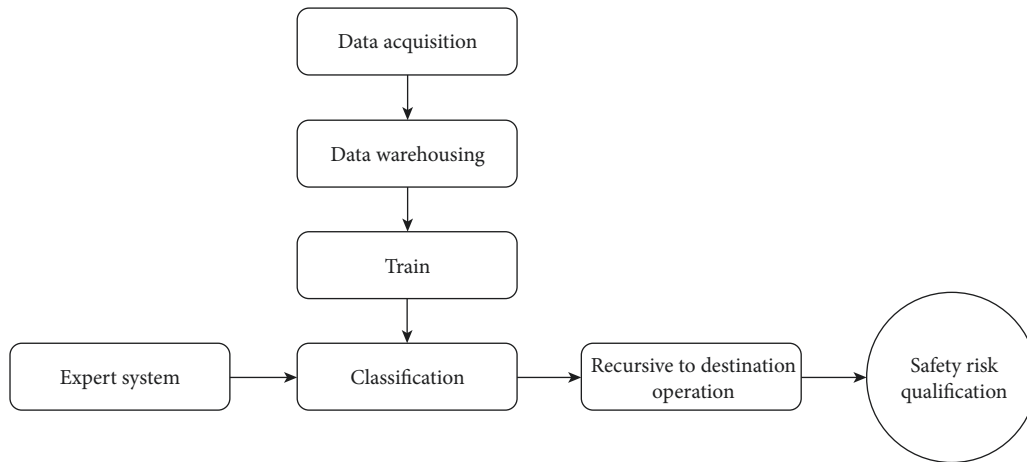 Data acquisition
Data warehousing
Train
Expert system
Classification
Recursive to destination
operation
Safety risk
qualification